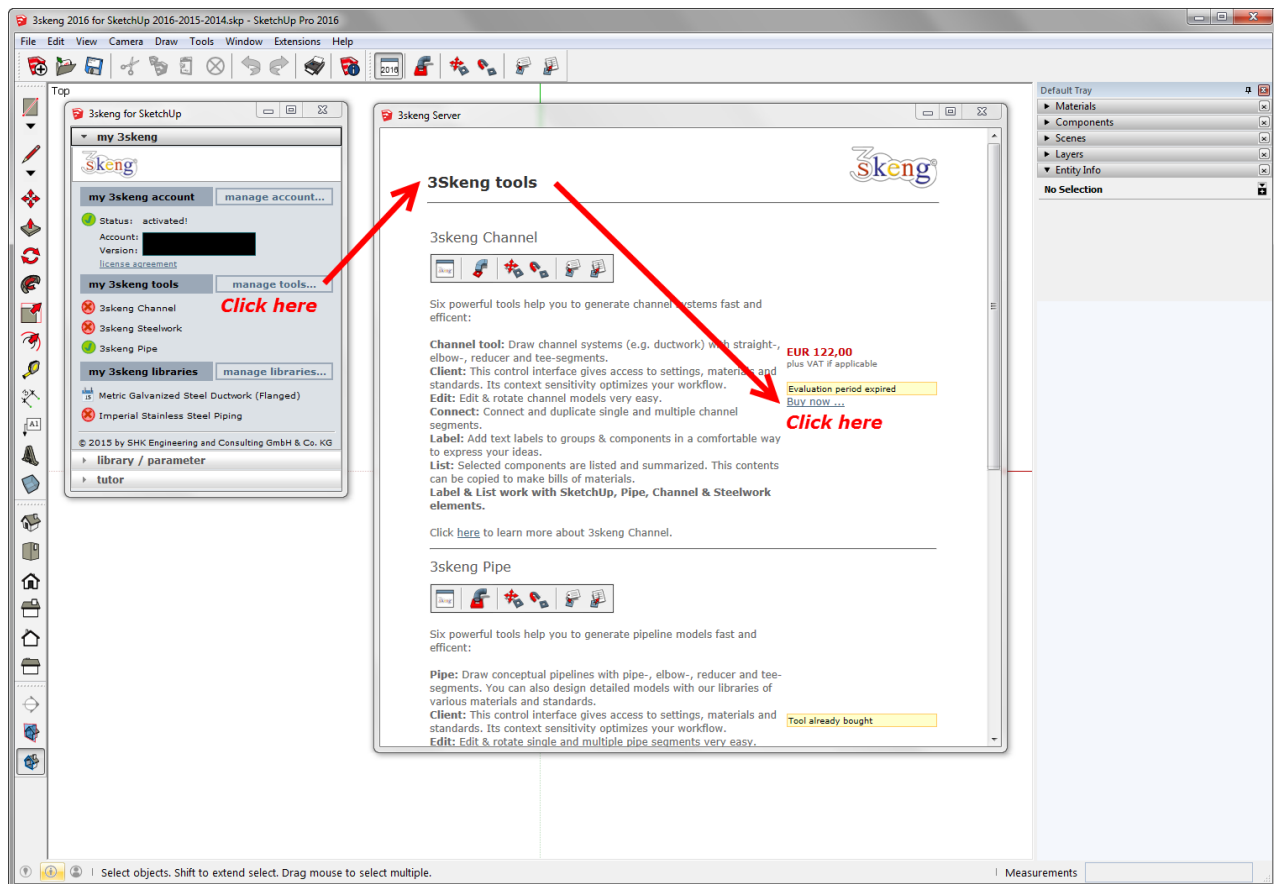 3skeng 2016 for SketchUp 2016-2015-2014.skp - SketchUp Pro 2016
File Edit View Camera Draw Tools Window Extensions Help
2016
Top
3skeng for SketchUp
my 3skeng
3skeng
my 3skeng account
manage account...
Status: activated!
Account:
Version:
license agreement
my 3skeng tools
manage tools...
Click here
3skeng Channel
3skeng Steelwork
3skeng Pipe
my 3skeng libraries
manage libraries...
15
Metric Galvanized Steel Ductwork (Flanged)
Imperial Stainless Steel Piping
© 2015 by SHK Engineering and Consulting GmbH & Co. KG
library / parameter
tutor
A1
3skeng Server
3skeng
3Skeng tools
3skeng Channel
Six powerful tools help you to generate channel systems fast and
efficent:
Channel tool: Draw channel systems (e.g. ductwork) with straight-,
elbow-, reducer and tee-segments.
Client: This control interface gives access to settings, materials and
standards. Its context sensitivity optimizes your workflow.
Edit: Edit & rotate channel models very easy.
Connect: Connect and duplicate single and multiple channel
segments.
Label: Add text labels to groups & components in a comfortable way
to express your ideas.
List: Selected components are listed and summarized. This contents
can be copied to make bills of materials.
Label & List work with SketchUp, Pipe, Channel & Steelwork
elements.
Click here to learn more about 3skeng Channel.
EUR 122,00
plus VAT if applicable
Evaluation period expired
Buy now ...
Click here
3skeng Pipe
Six powerful tools help you to generate pipeline models fast and
efficent:
Pipe: Draw conceptual pipelines with pipe-, elbow-, reducer and tee-
segments. You can also design detailed models with our libraries of
various materials and standards.
Client: This control interface gives access to settings, materials and
standards. Its context sensitivity optimizes your workflow.
Edit: Edit & rotate single and multiple pipe segments very easy.
Tool already bought
Default Tray
Materials
Components
Scenes
Layers
Entity Info
No Selection
Select objects. Shift to extend select. Drag mouse to select multiple.
Measurements